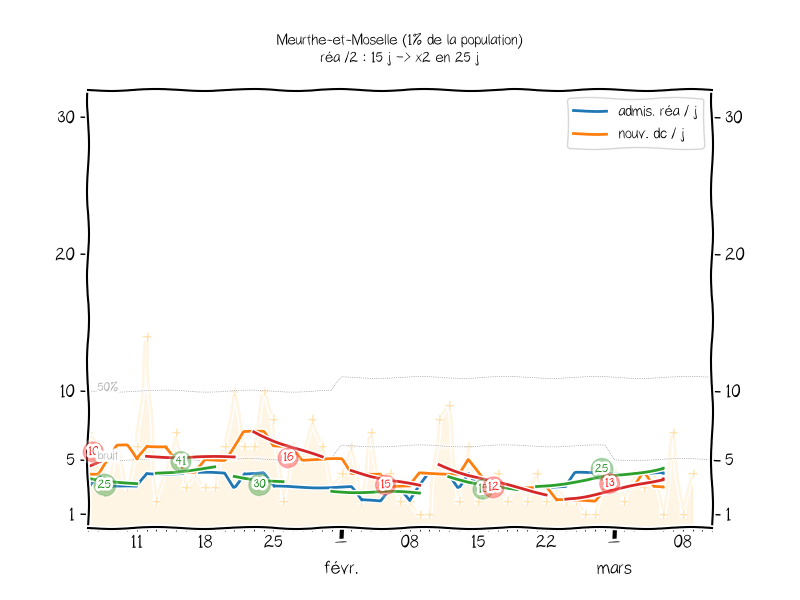 Meurthe-et-Moselle (1% de la population)
réa /2 : 15 j -> x2 en 25 j
admis. réa / j
nouv. dc / j
30 30
20 20
10 10
5 5
1 1
50%
bruit
10
25
41
30
16
15
12
25
13
11 18 25 08 15 22 08
févr. mars